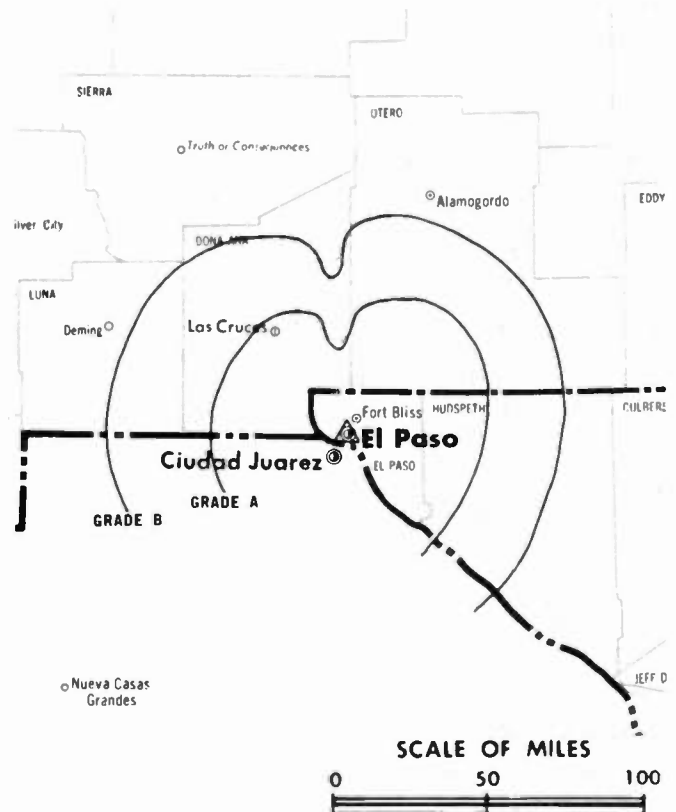 SIERRA
OTERO
Truth or Consequences
Alamogordo
EDDY
ilver City
DONA ANA
LUNA
Deming
Las Cruces
Fort Bliss
HUDSPETH
CULBERS
El Paso
Ciudad Juarez
EL PASO
GRADE A
GRADE B
Nueva Casas
Grandes
JEFF D
SCALE OF MILES
0 50 100